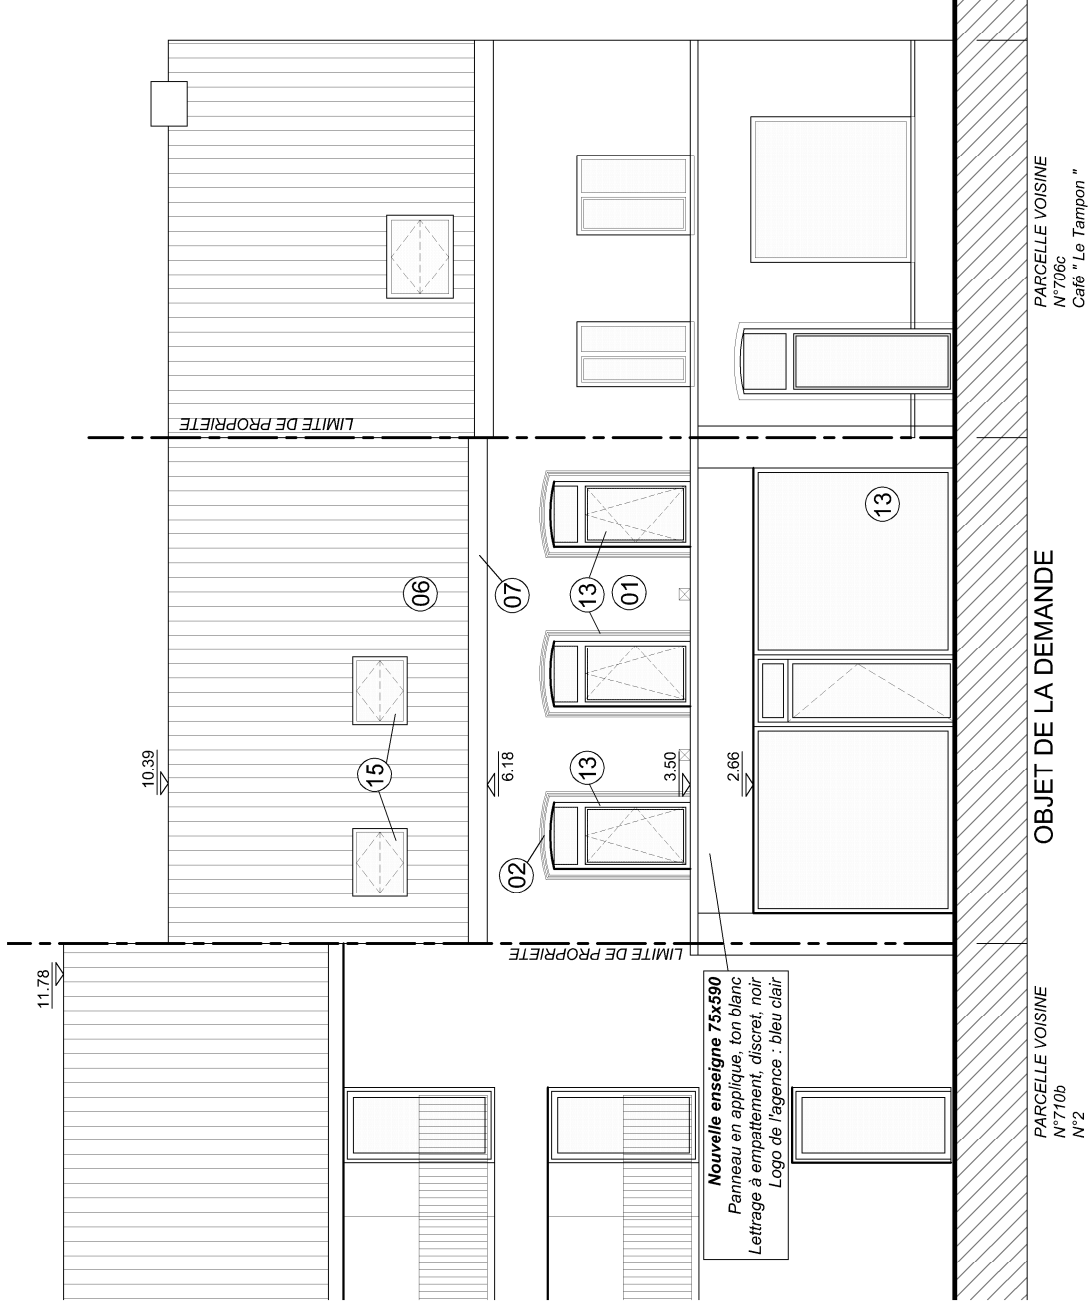 11.78
10.39
6.18
3.50
2.66
15
02
13
13
01
07
06
13
LIMITE DE PROPRIETE
LIMITE DE PROPRIETE
Nouvelle enseigne 75x590
Panneau en applique, ton blanc
Lettrage à empattement, discret, noir
Logo de l'agence : bleu clair
PARCELLE VOISINE
N°710b
N°2
OBJET DE LA DEMANDE
PARCELLE VOISINE
N°706c
Café " Le Tampon "